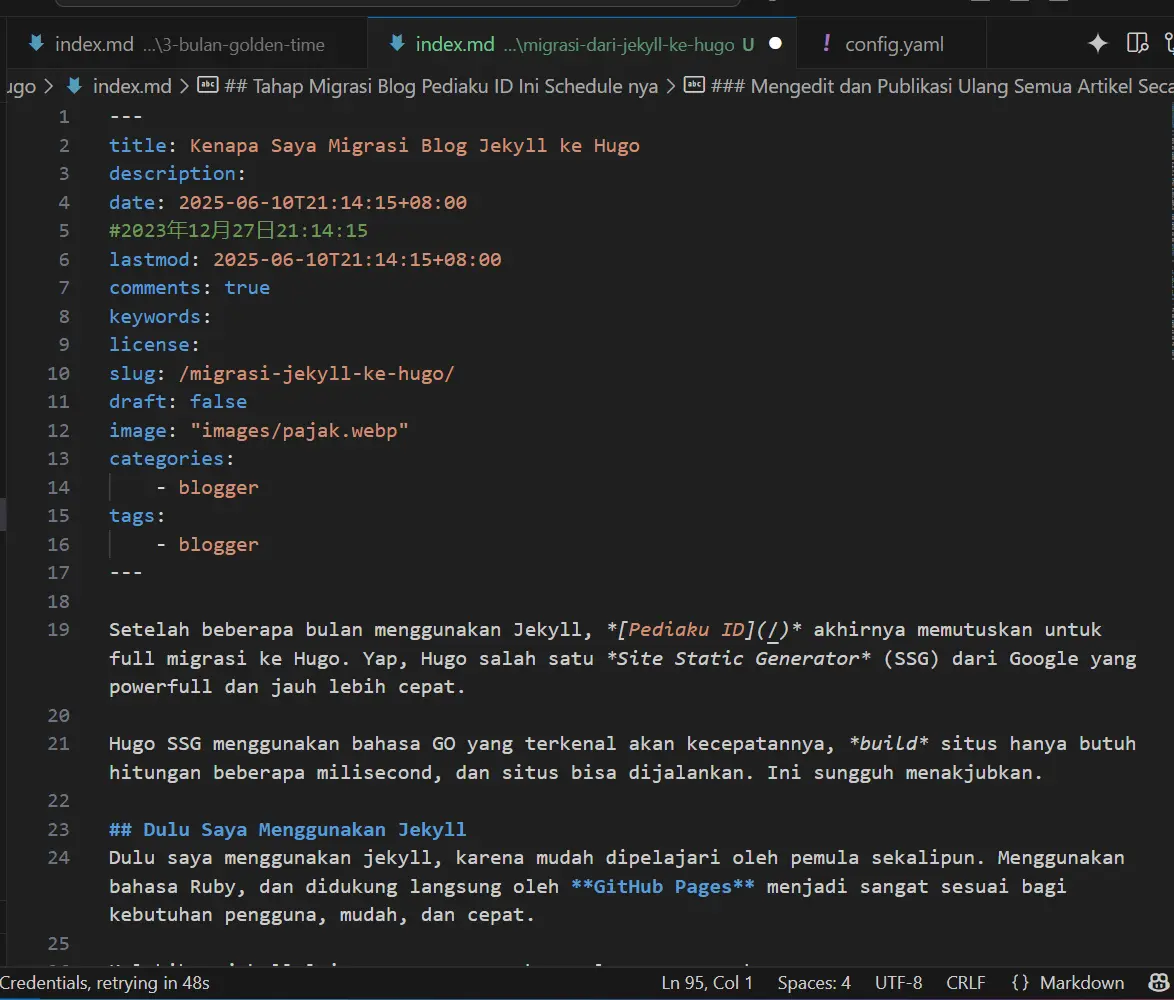 index.md ...\3-bulan-golden-time
index.md ...\migrasi-dari-jekyll-ke-hugo U
! config.yaml
ugo > index.md > ## Tahap Migrasi Blog Pediaku ID Ini Schedule nya > ### Mengedit dan Publikasi Ulang Semua Artikel Seca
1 ---
2 title: Kenapa Saya Migrasi Blog Jekyll ke Hugo
3 description:
4 date: 2025-06-10T21:14:15+08:00
5 #2023年12月27日21:14:15
6 lastmod: 2025-06-10T21:14:15+08:00
7 comments: true
8 keywords:
9 license:
10 slug: /migrasi-jekyll-ke-hugo/
11 draft: false
12 image: "images/pajak.webp"
13 categories:
14 - blogger
15 tags:
16 - blogger
17 ---
18
19 Setelah beberapa bulan menggunakan Jekyll, *[Pediaku ID](/)* akhirnya memutuskan untuk
full migrasi ke Hugo. Yap, Hugo salah satu *Site Static Generator* (SSG) dari Google yang
powerfull dan jauh lebih cepat.
20
21 Hugo SSG menggunakan bahasa GO yang terkenal akan kecepatannya, *build* situs hanya butuh
hitungan beberapa milisecond, dan situs bisa dijalankan. Ini sungguh menakjubkan.
22
23 ## Dulu Saya Menggunakan Jekyll
24 Dulu saya menggunakan jekyll, karena mudah dipelajari oleh pemula sekalipun. Menggunakan
bahasa Ruby, dan didukung langsung oleh **GitHub Pages** menjadi sangat sesuai bagi
kebutuhan pengguna, mudah, dan cepat.
25
Credentials, retrying in 48s
Ln 95, Col 1 Spaces: 4 UTF-8 CRLF {} Markdown